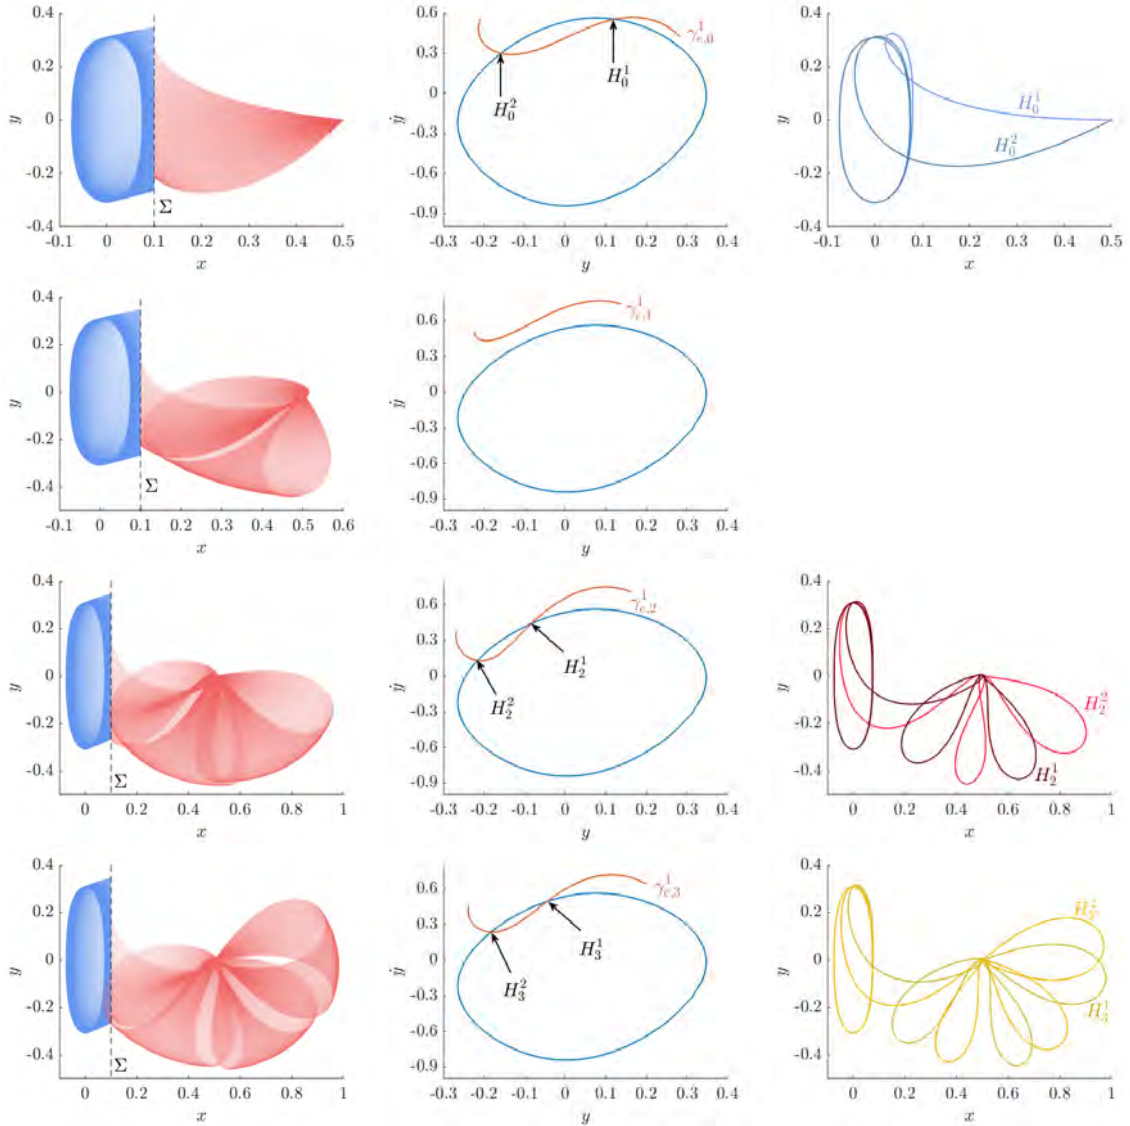 0.4
0.2
0
-0.2
-0.4
y
-0.1 0 0.1 0.2 0.3 0.4 0.5
x
Σ
0.6
0.3
0
-0.3
-0.6
-0.9
ẏ
-0.3 -0.2 -0.1 0 0.1 0.2 0.3 0.4
y
γ¹ₑ,₀
H₀²
H₀¹
0.4
0.2
0
-0.2
-0.4
y
-0.1 0 0.1 0.2 0.3 0.4 0.5
x
H₀¹
H₀²
0.4
0.2
0
-0.2
-0.4
y
-0.1 0 0.1 0.2 0.3 0.4 0.5 0.6
x
Σ
0.6
0.3
0
-0.3
-0.6
-0.9
ẏ
-0.3 -0.2 -0.1 0 0.1 0.2 0.3 0.4
y
γ¹ₑ,₁
0.4
0.2
0
-0.2
-0.4
y
0 0.2 0.4 0.6 0.8 1
x
Σ
0.6
0.3
0
-0.3
-0.6
-0.9
ẏ
-0.3 -0.2 -0.1 0 0.1 0.2 0.3 0.4
y
γ¹ₑ,₂
H₂¹
H₂²
0.4
0.2
0
-0.2
-0.4
y
0 0.2 0.4 0.6 0.8 1
x
H₂²
H₂¹
0.4
0.2
0
-0.2
-0.4
y
0 0.2 0.4 0.6 0.8 1
x
Σ
0.6
0.3
0
-0.3
-0.6
-0.9
ẏ
-0.3 -0.2 -0.1 0 0.1 0.2 0.3 0.4
y
γ¹ₑ,₃
H₃¹
H₃²
0.4
0.2
0
-0.2
-0.4
y
0 0.2 0.4 0.6 0.8 1
x
H₃²
H₃¹